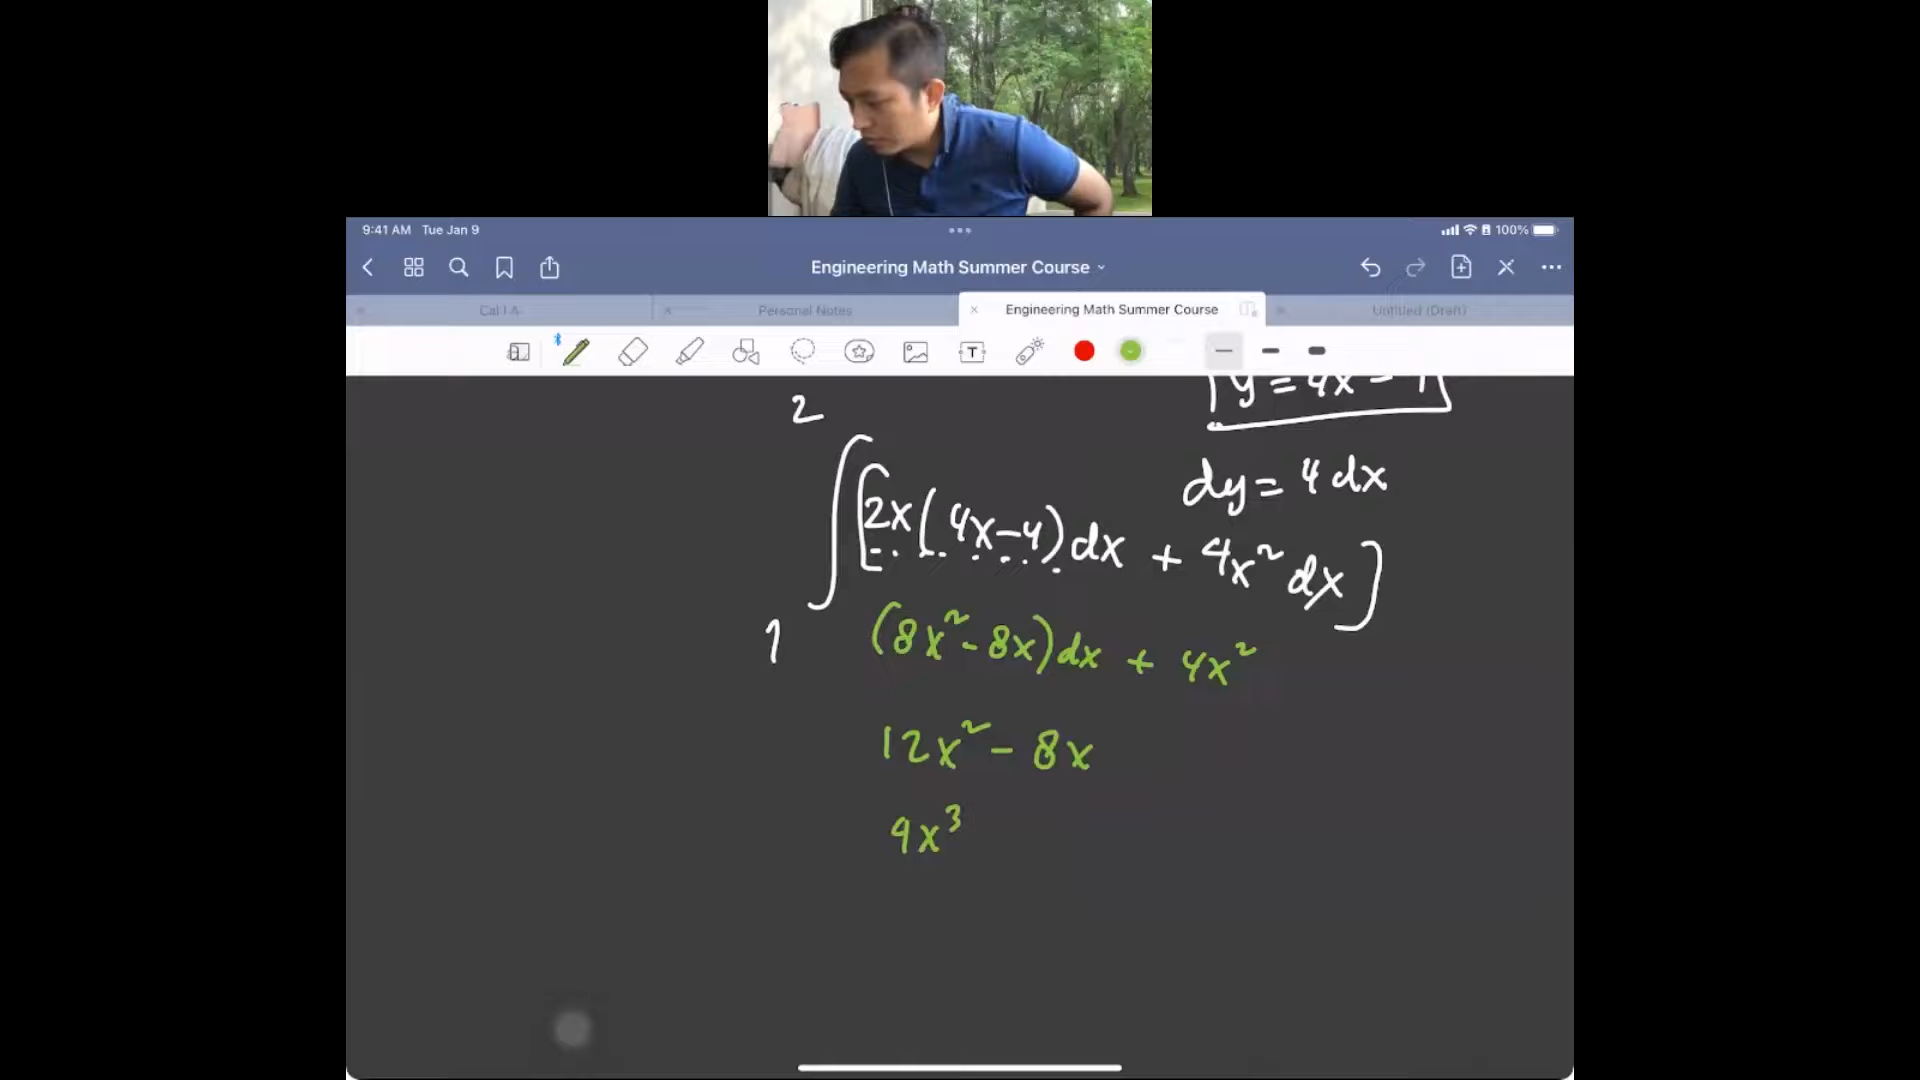 9:41 AM Tue Jan 9
100%
Engineering Math Summer Course
Cal I A
Personal Notes
Engineering Math Summer Course
Untitled (Draft)
T
y = 4x -
2
dy = 4 dx
∫ [2x(4x-4)dx + 4x² dx]
1
(8x² - 8x)dx + 4x²
12x² - 8x
4x³